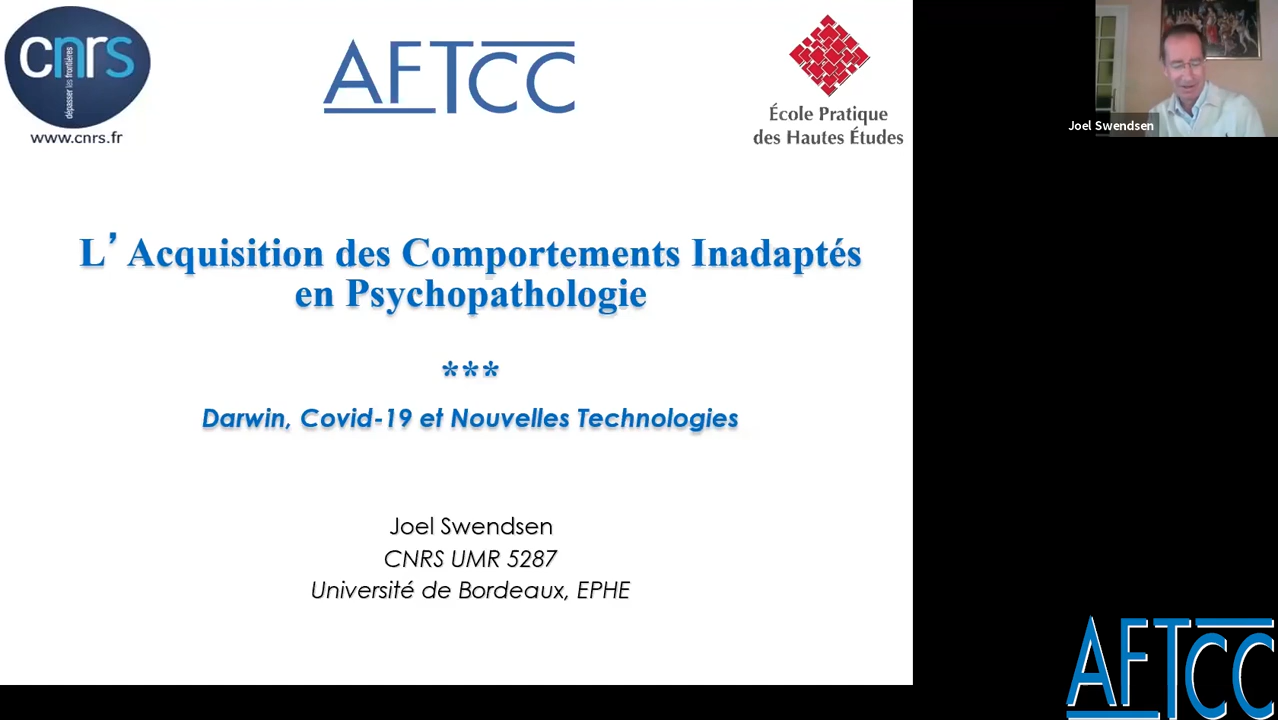 cnrs
dépasser les frontières
www.cnrs.fr
AFTCC
École Pratique
des Hautes Études
Joel Swendsen
L’ Acquisition des Comportements Inadaptés
en Psychopathologie
***
Darwin, Covid-19 et Nouvelles Technologies
Joel Swendsen
CNRS UMR 5287
Université de Bordeaux, EPHE
AFTCC